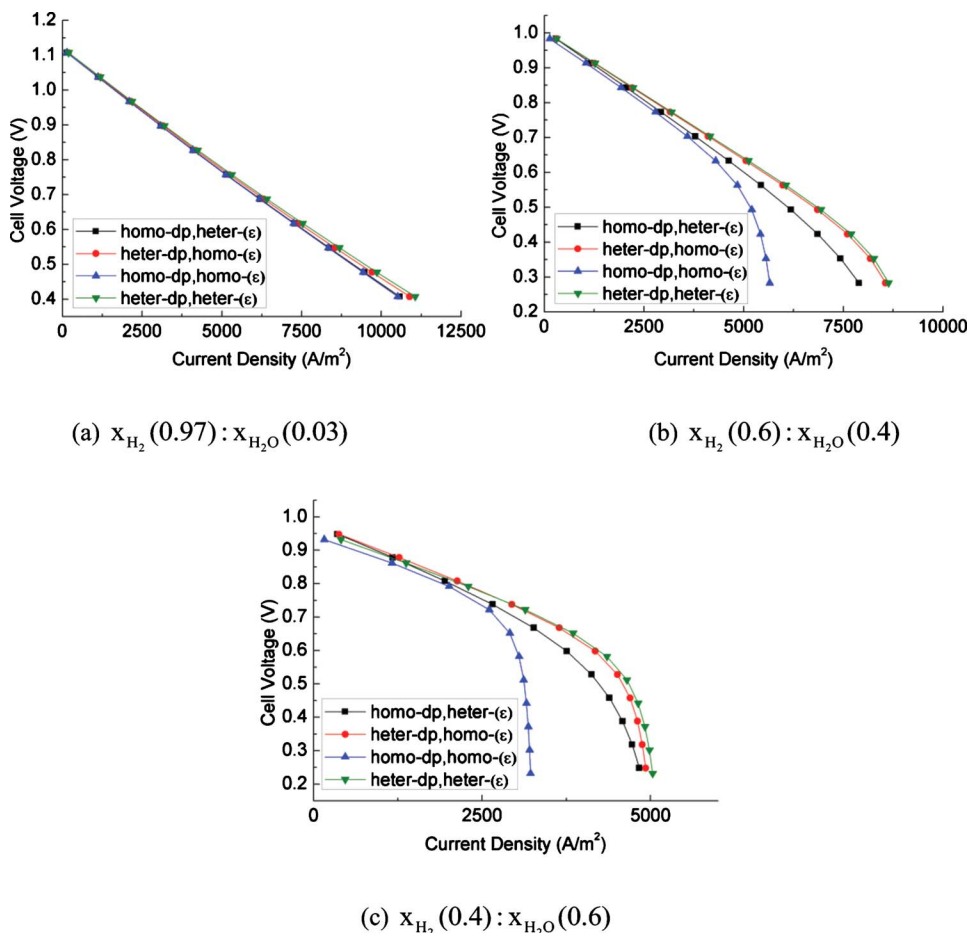 1.2
1.1
1.0
0.9
0.8
0.7
0.6
0.5
0.4
Cell Voltage (V)
homo-dp,heter-(ε)
heter-dp,homo-(ε)
homo-dp,homo-(ε)
heter-dp,heter-(ε)
0 2500 5000 7500 10000 12500
Current Density (A/m²)
(a) x_H₂(0.97) : x_H₂O(0.03)
1.0
0.9
0.8
0.7
0.6
0.5
0.4
0.3
0.2
Cell Voltage (V)
homo-dp,heter-(ε)
heter-dp,homo-(ε)
homo-dp,homo-(ε)
heter-dp,heter-(ε)
0 2500 5000 7500 10000
Current Density (A/m²)
(b) x_H₂(0.6) : x_H₂O(0.4)
1.0
0.9
0.8
0.7
0.6
0.5
0.4
0.3
0.2
Cell Voltage (V)
homo-dp,heter-(ε)
heter-dp,homo-(ε)
homo-dp,homo-(ε)
heter-dp,heter-(ε)
0 2500 5000
Current Density (A/m²)
(c) x_H₂(0.4) : x_H₂O(0.6)